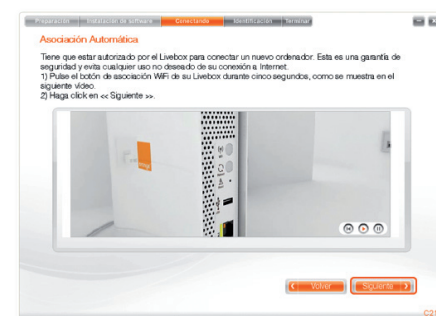 Preparación Instalación de software Conectando Identificación Terminar
Asociación Automática
Tiene que estar autorizado por el Livebox para conectar un nuevo ordenador. Esta es una garantía de
seguridad y evita cualquier uso no deseado de su conexión a Internet.
1) Pulse el botón de asociación WiFi de su Livebox durante cinco segundos, como se muestra en el
siguiente vídeo.
2) Haga click en << Siguiente >>.
Volver Siguiente